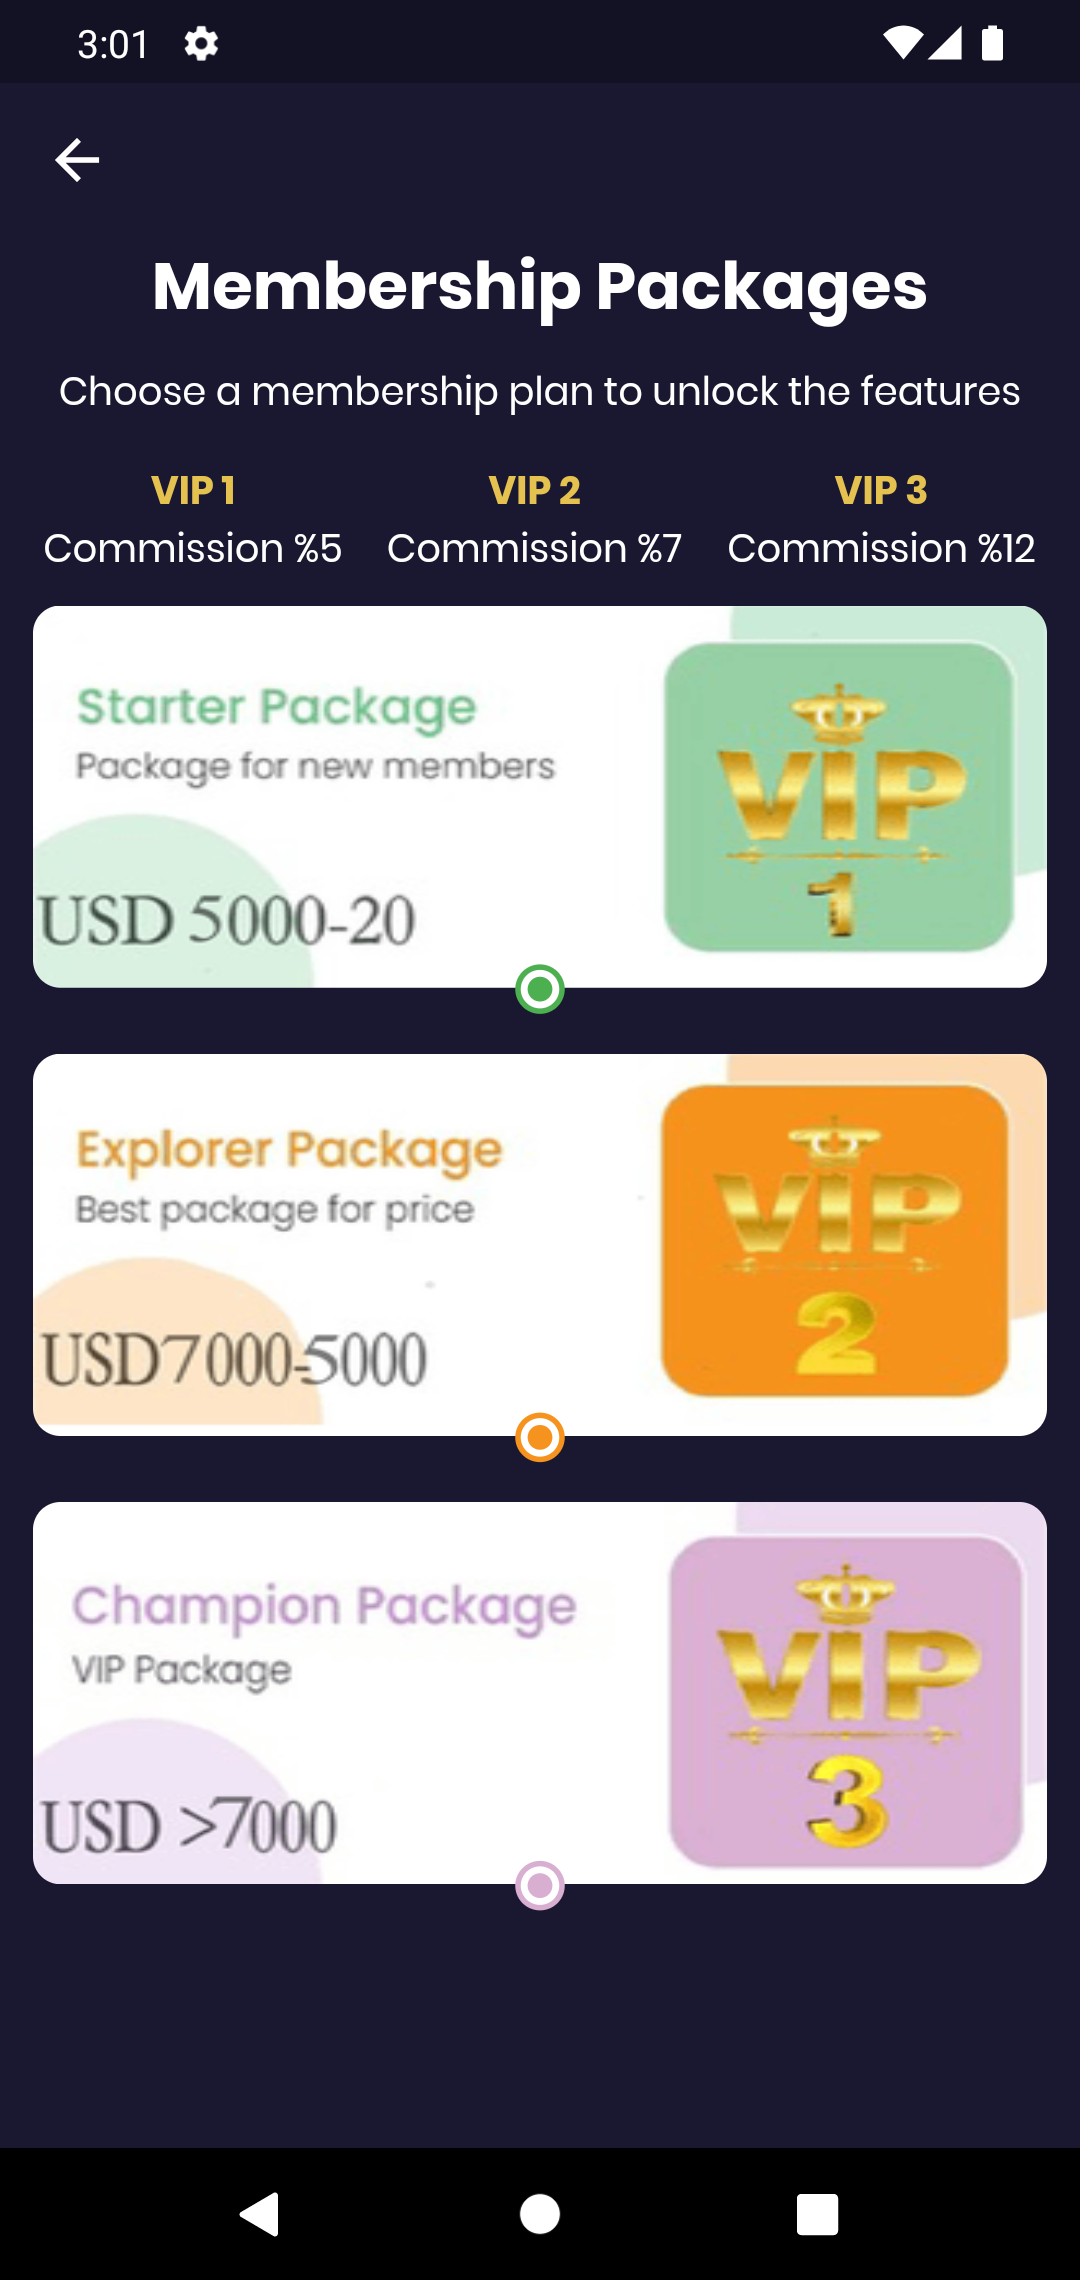 3:01
Membership Packages
Choose a membership plan to unlock the features
VIP 1 VIP 2 VIP 3
Commission %5 Commission %7 Commission %12
Starter Package
Package for new members
USD 5000-20
VIP
1
Explorer Package
Best package for price
USD7000-5000
VIP
2
Champion Package
VIP Package
USD >7000
VIP
3